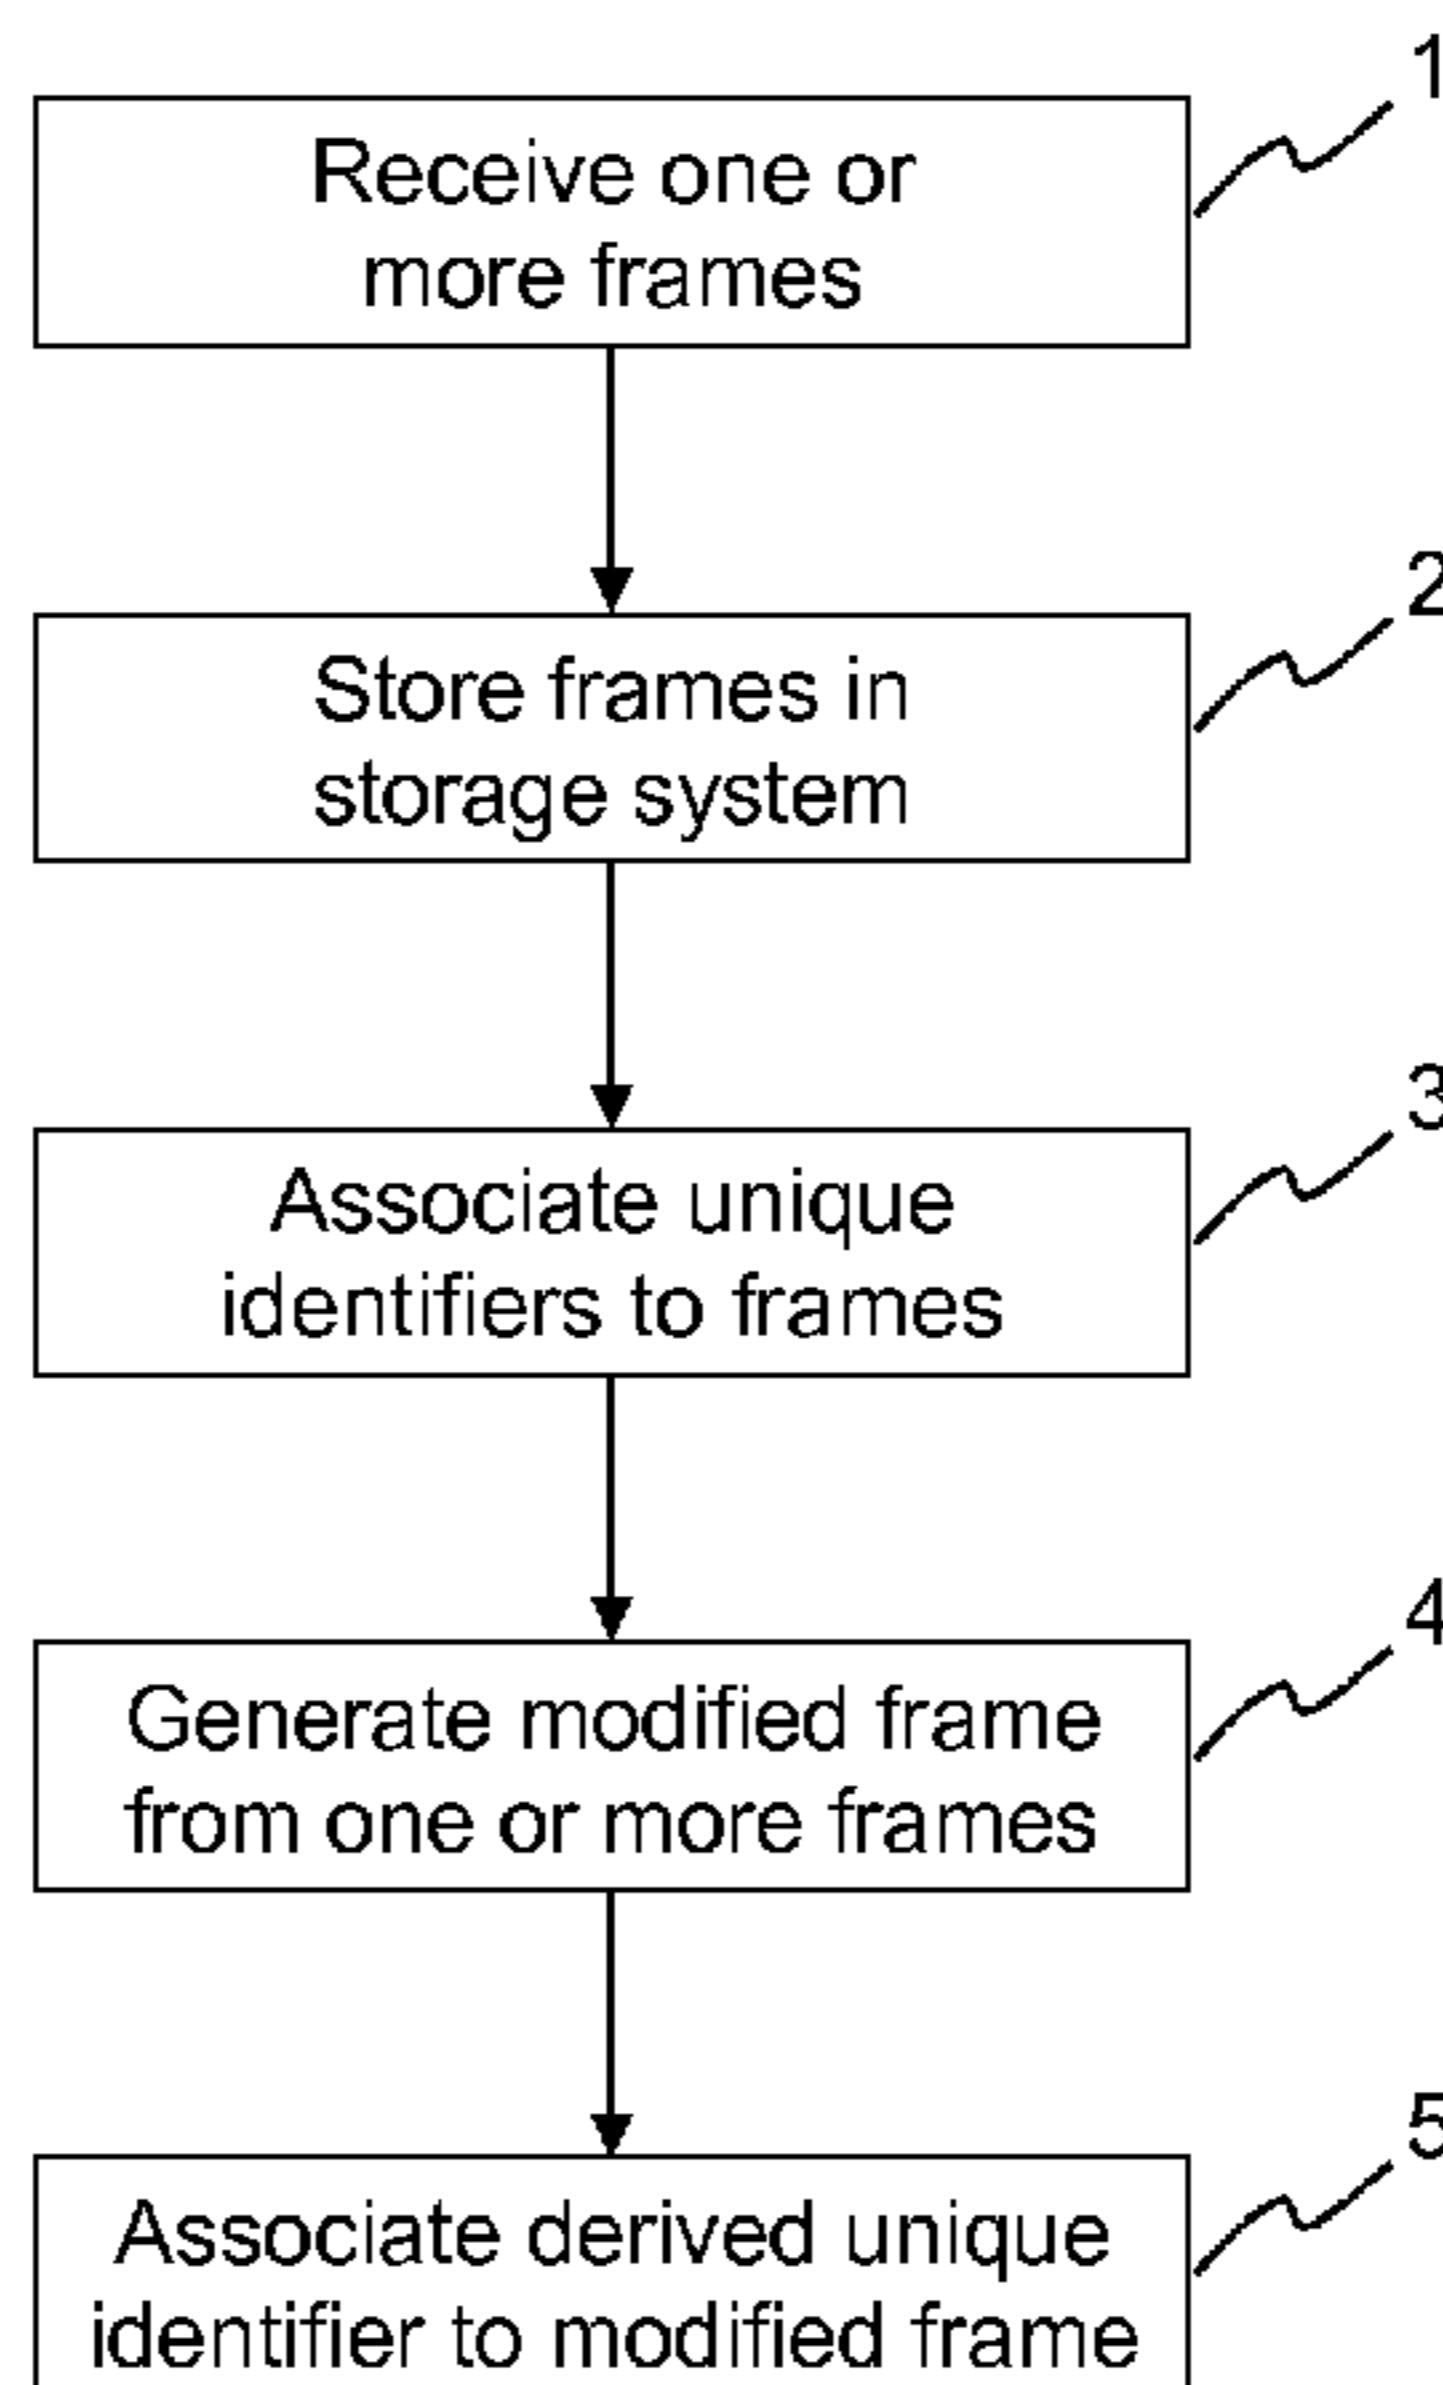 1
Receive one or
more frames
2
Store frames in
storage system
3
Associate unique
identifiers to frames
4
Generate modified frame
from one or more frames
5
Associate derived unique
identifier to modified frame